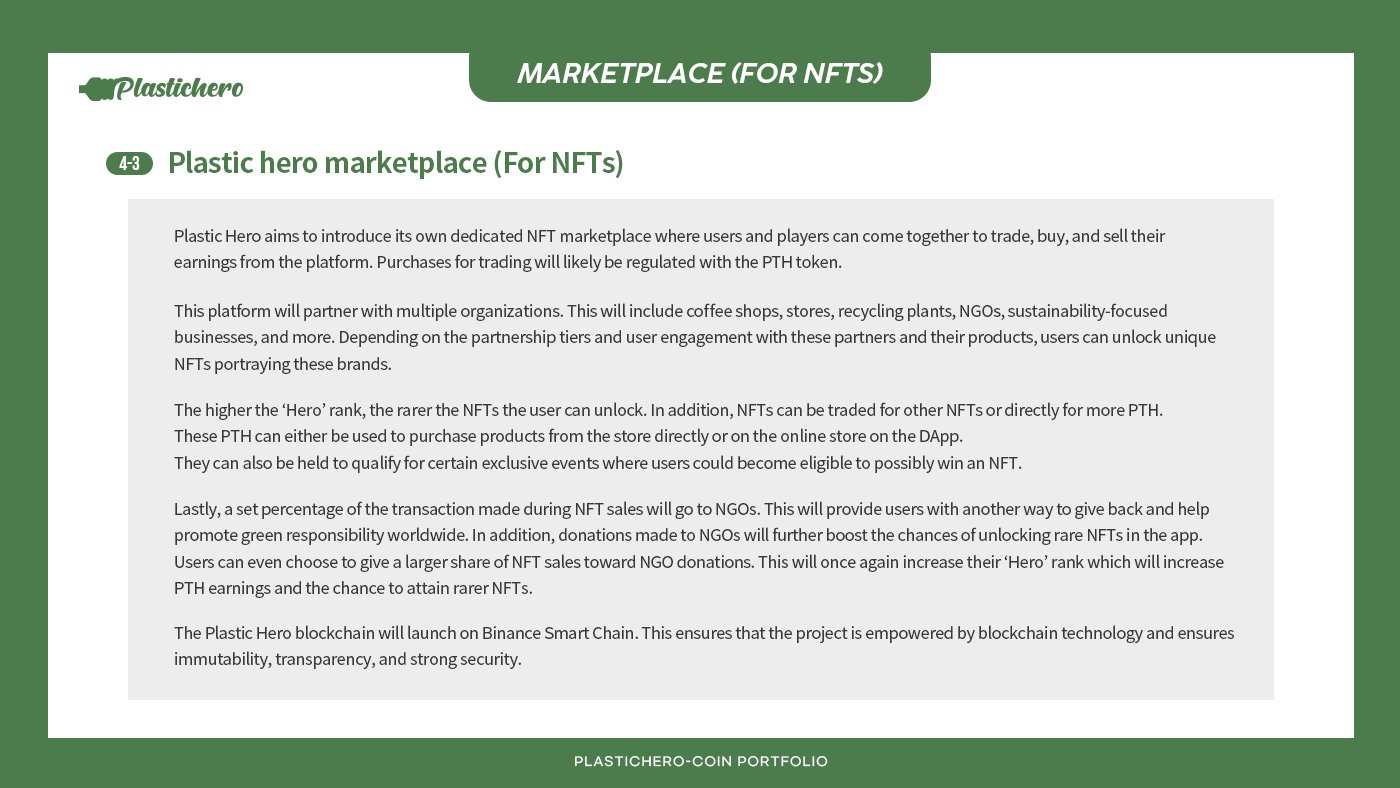 MARKETPLACE (FOR NFTS)
Plastichero
4-3 Plastic hero marketplace (For NFTs)
Plastic Hero aims to introduce its own dedicated NFT marketplace where users and players can come together to trade, buy, and sell their
earnings from the platform. Purchases for trading will likely be regulated with the PTH token.
This platform will partner with multiple organizations. This will include coffee shops, stores, recycling plants, NGOs, sustainability-focused
businesses, and more. Depending on the partnership tiers and user engagement with these partners and their products, users can unlock unique
NFTs portraying these brands.
The higher the ‘Hero’ rank, the rarer the NFTs the user can unlock. In addition, NFTs can be traded for other NFTs or directly for more PTH.
These PTH can either be used to purchase products from the store directly or on the online store on the DApp.
They can also be held to qualify for certain exclusive events where users could become eligible to possibly win an NFT.
Lastly, a set percentage of the transaction made during NFT sales will go to NGOs. This will provide users with another way to give back and help
promote green responsibility worldwide. In addition, donations made to NGOs will further boost the chances of unlocking rare NFTs in the app.
Users can even choose to give a larger share of NFT sales toward NGO donations. This will once again increase their ‘Hero’ rank which will increase
PTH earnings and the chance to attain rarer NFTs.
The Plastic Hero blockchain will launch on Binance Smart Chain. This ensures that the project is empowered by blockchain technology and ensures
immutability, transparency, and strong security.
PLASTICHERO-COIN PORTFOLIO